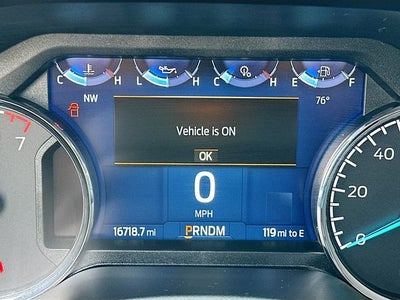 C H L H C H E F
NW 76°
Vehicle is ON
OK
7
0
MPH
40
20
0
16718.7 mi PRNDM 119 mi to E